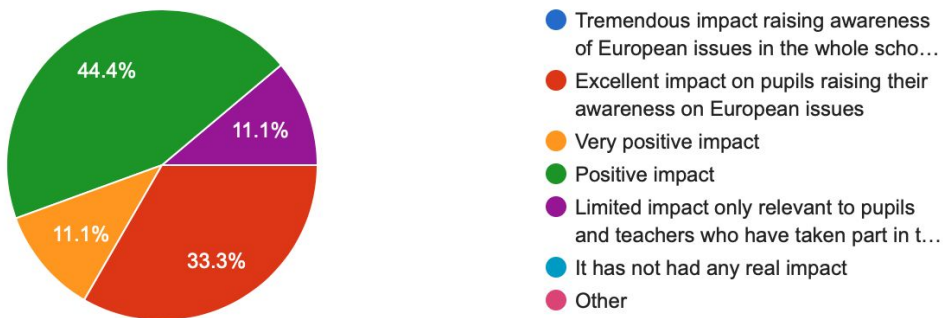 44.4%
11.1%
11.1%
33.3%
Tremendous impact raising awareness
of European issues in the whole scho…
Excellent impact on pupils raising their
awareness on European issues
Very positive impact
Positive impact
Limited impact only relevant to pupils
and teachers who have taken part in t…
It has not had any real impact
Other